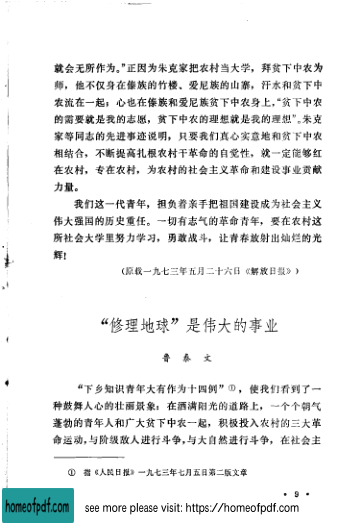 就会无所作为。”正因为朱克家把农村当大学，拜贫下中农为
师，他不仅身在傣族的竹楼、爱尼族的山寨，汗水和贫下中
农流在一起；心也在傣族和爱尼族贫下中农身上，“贫下中农
的需要就是我的志愿，贫下中农的理想就是我的理想”。朱克
家等同志的先进事迹说明，只要我们真心实意地和贫下中农
相结合，不断提高扎根农村干革命的自觉性，就一定能够红
在农村，专在农村，为农村的社会主义革命和建设事业贡献
力量。
我们这一代青年，担负着亲手把祖国建设成为社会主义
伟大强国的历史重任。一切有志气的革命青年，要在农村这
所社会大学里努力学习，勇敢战斗，让青春放射出灿烂的光
辉！
（原载一九七三年五月二十六日《解放日报》）
“修理地球”是伟大的事业
鲁泰文
“下乡知识青年大有作为十四例”①，使我们看到了一
种鼓舞人心的壮丽景象：在洒满阳光的道路上，一个个朝气
蓬勃的青年人和广大贫下中农一起，积极投入农村的三大革
命运动，与阶级敌人进行斗争，与大自然进行斗争，在社会主
① 指《人民日报》一九七三年七月五日第二版文章
· 9 ·
homeofpdf.com
see more please visit: https://homeofpdf.com